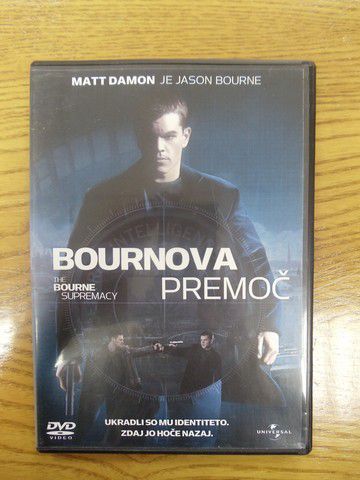 MATT DAMON JE JASON BOURNE
INTELLIGEN
BOURNOVA
PREMOČ
THE
BOURNE
SUPREMACY
UKRADLI SO MU IDENTITETO.
ZDAJ JO HOČE NAZAJ.
DVD
VIDEO
UNIVERSAL